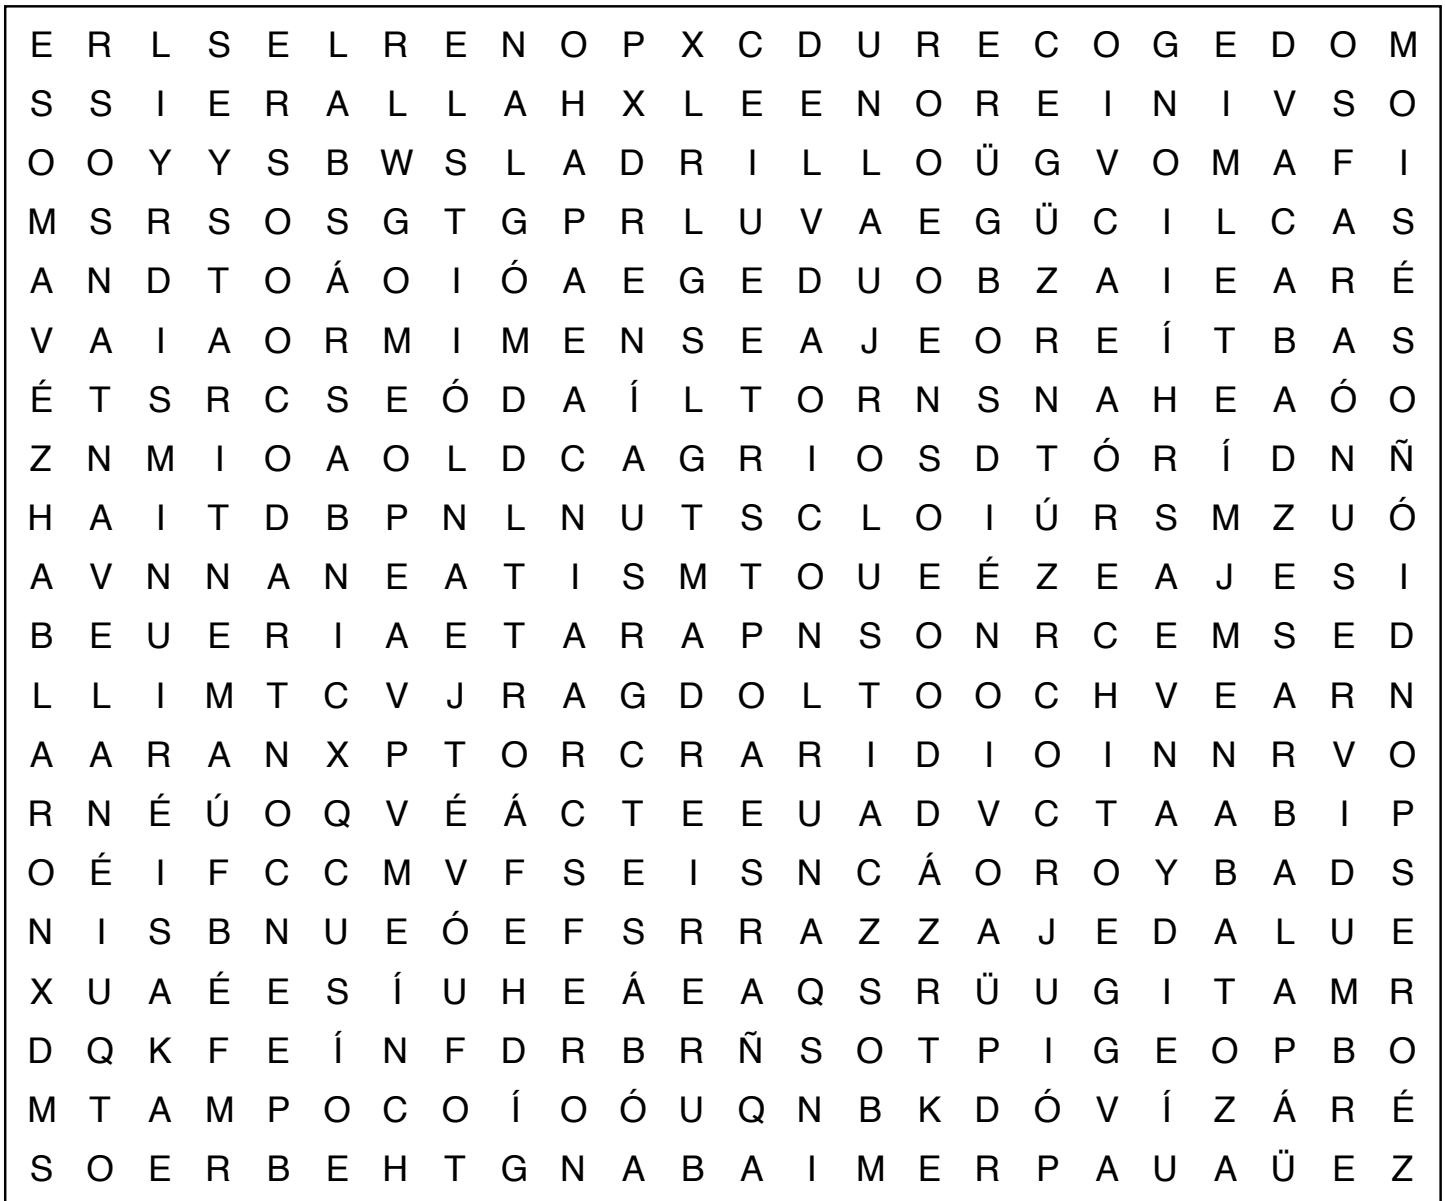 E R L S E L R E N O P X C D U R E C O G E D O M
S S I E R A L L A H X L E E N O R E I N I V S O
O O Y Y S B W S L A D R I L L O Ü G V O M A F I
M S R S O S G T G P R L U V A E G Ü C I L C A S
A N D T O Á O I Ó A E G E D U O B Z A I E A R É
V A I A O R M I M E N S E A J E O R E Í T B A S
É T S R C S E Ó D A Í L T O R N S N A H E A Ó O
Z N M I O A O L D C A G R I O S D T Ó R Í D N Ñ
H A I T D B P N L N U T S C L O I Ú R S M Z U Ó
A V N N A N E A T I S M T O U E É Z E A J E S I
B E U E R I A E T A R A P N S O N R C E M S E D
L L I M T C V J R A G D O L T O O C H V E A R N
A A R A N X P T O R C R A R I D I O I N N R V O
R N É Ú O Q V É Á C T E E U A D V C T A A B I P
O É I F C C M V F S E I S N C Á O R O Y B A D S
N I S B N U E Ó E F S R R A Z Z A J E D A L U E
X U A É E S Í U H E Á E A Q S R Ü U G I T A M R
D Q K F E Í N F D R B R Ñ S O T P I G E O P B O
M T A M P O C O Í O Ó U Q N B K D Ó V Í Z Á R É
S O E R B E H T G N A B A I M E R P A U A Ü E Z